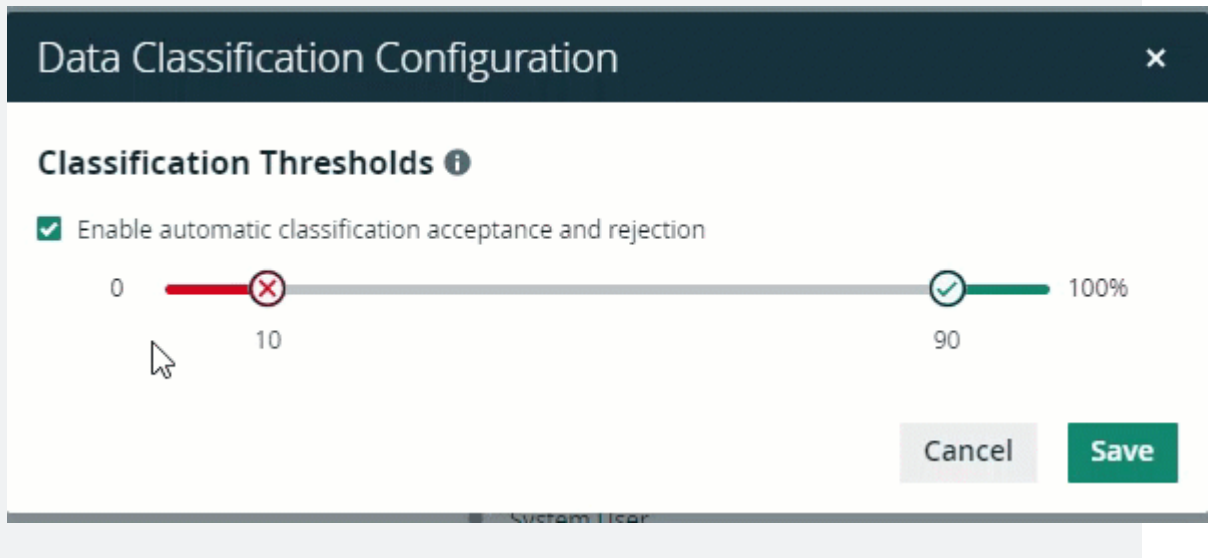 Data Classification Configuration
Classification Thresholds
Enable automatic classification acceptance and rejection
0 100%
10 90
Cancel Save
System User